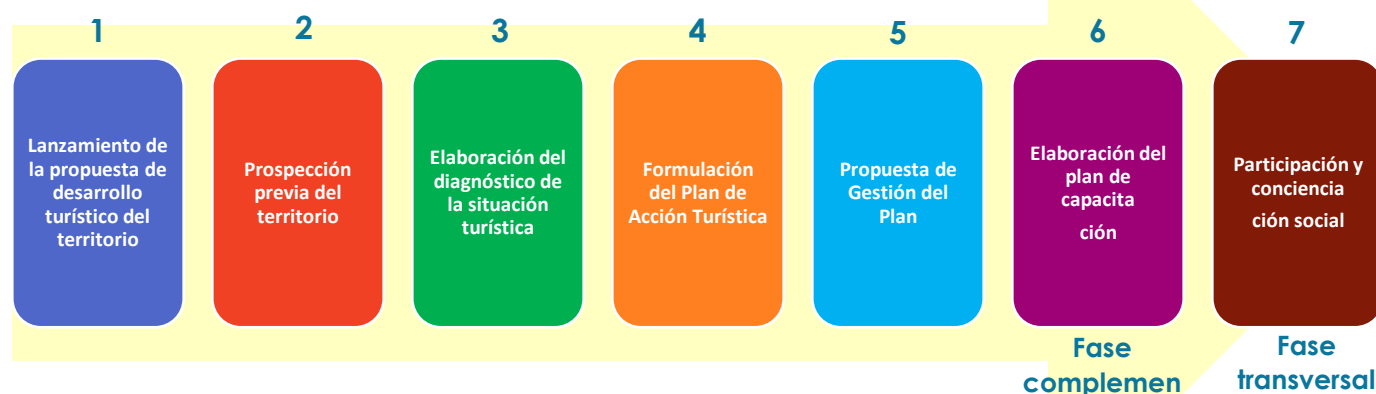 1
2
3
4
5
6
7
Lanzamiento de
la propuesta de
desarrollo
turístico del
territorio
Prospección
previa del
territorio
Elaboración del
diagnóstico de
la situación
turística
Formulación
del Plan de
Acción Turística
Propuesta de
Gestión del
Plan
Elaboración del
plan de
capacita
ción
Participación y
conciencia
ción social
Fase
complemen
Fase
transversal